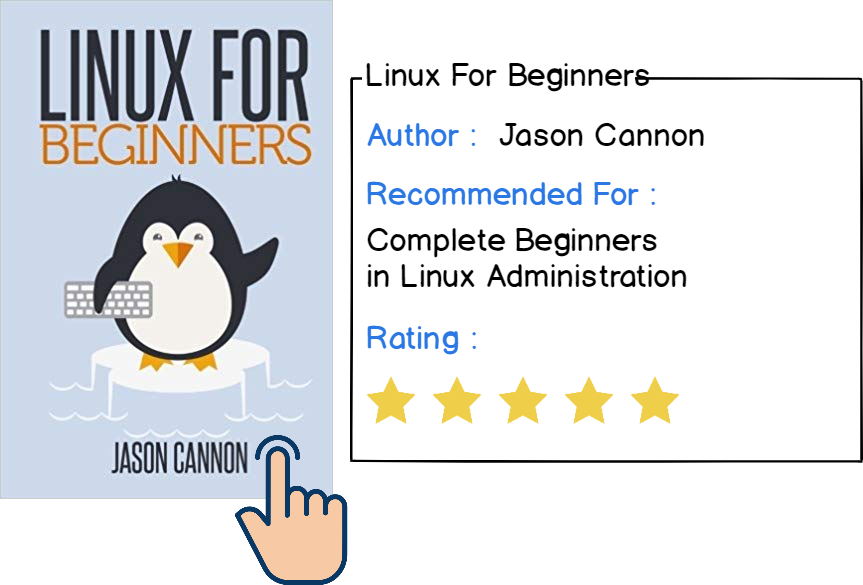 LINUX FOR
BEGINNERS
JASON CANNON
Linux For Beginners
Author : Jason Cannon
Recommended For :
Complete Beginners
in Linux Administration
Rating :